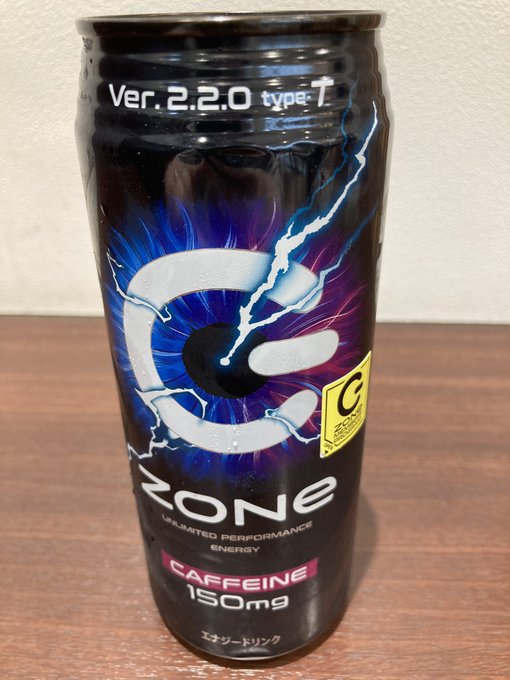 Ver. 2.2.0 type-T
ZONE
ZONe
UNLIMITED PERFORMANCE
ENERGY
CAFFEINE
150mg
エナジードリンク